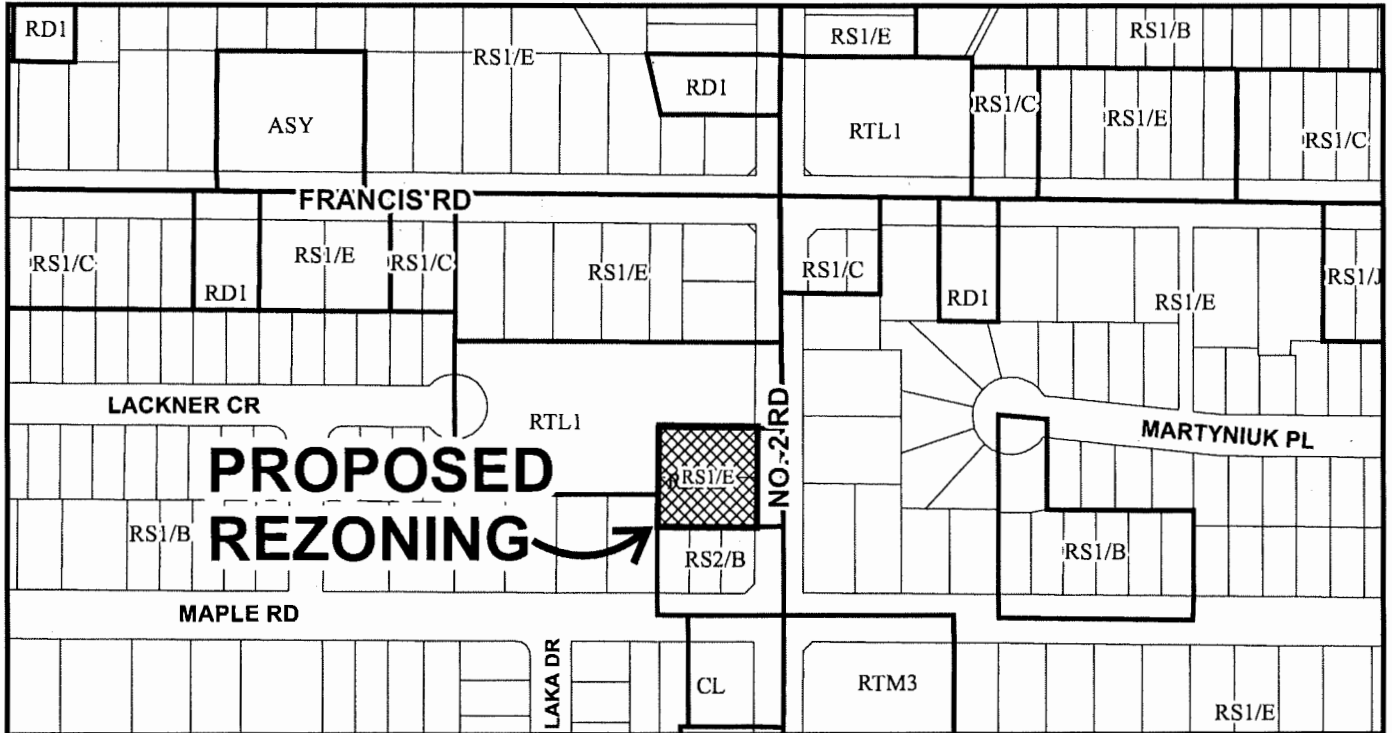 RD1
RS1/E
RS1/E
RS1/B
RD1
ASY
RTL1
RS1/C
RS1/E
RS1/C
FRANCIS RD
RS1/C
RD1
RS1/E
RS1/C
RS1/E
RS1/C
RD1
RS1/E
RS1/J
LACKNER CR
RTL1
NO. 2 RD
MARTYNIUK PL
PROPOSED
REZONING
RS1/E
RS1/B
RS2/B
RS1/B
MAPLE RD
LAKA DR
CL
RTM3
RS1/E